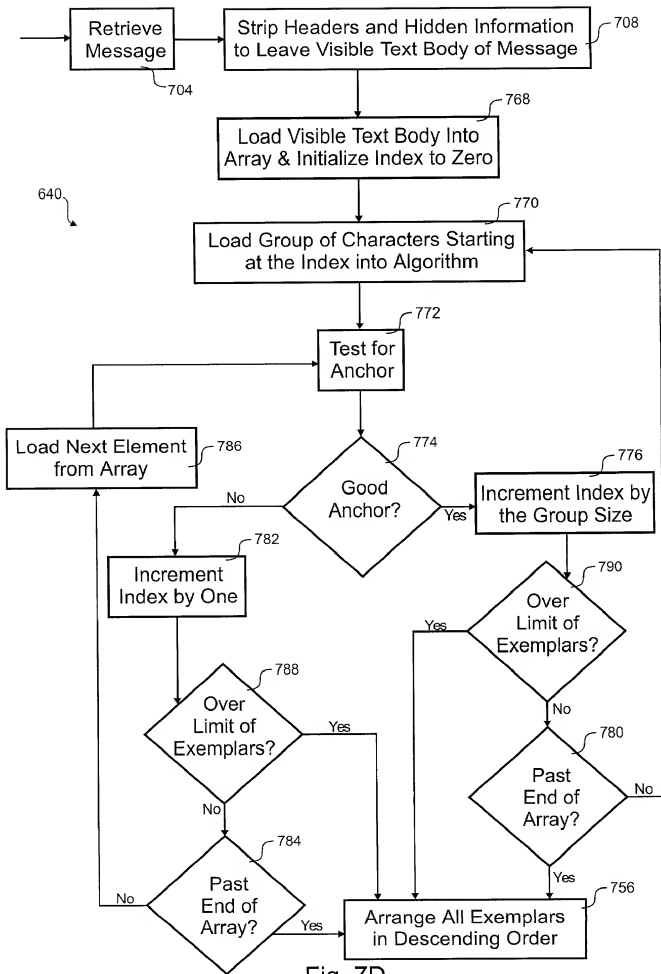 Retrieve
Message
704
Strip Headers and Hidden Information
to Leave Visible Text Body of Message
708
768
Load Visible Text Body Into
Array & Initialize Index to Zero
640
770
Load Group of Characters Starting
at the Index into Algorithm
772
Test for
Anchor
Load Next Element
from Array
786
774
Good
Anchor?
No
Yes
776
Increment Index by
the Group Size
782
Increment
Index by One
790
Over
Limit of
Exemplars?
Yes
No
788
Over
Limit of
Exemplars?
Yes
No
780
Past
End of
Array?
No
Yes
784
Past
End of
Array?
No
Yes
756
Arrange All Exemplars
in Descending Order
Fig. 7D